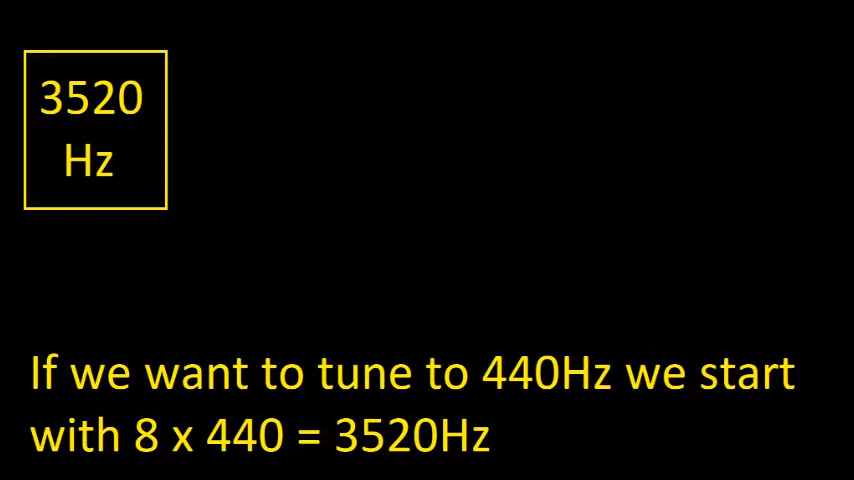 3520
Hz
If we want to tune to 440Hz we start
with 8 x 440 = 3520Hz